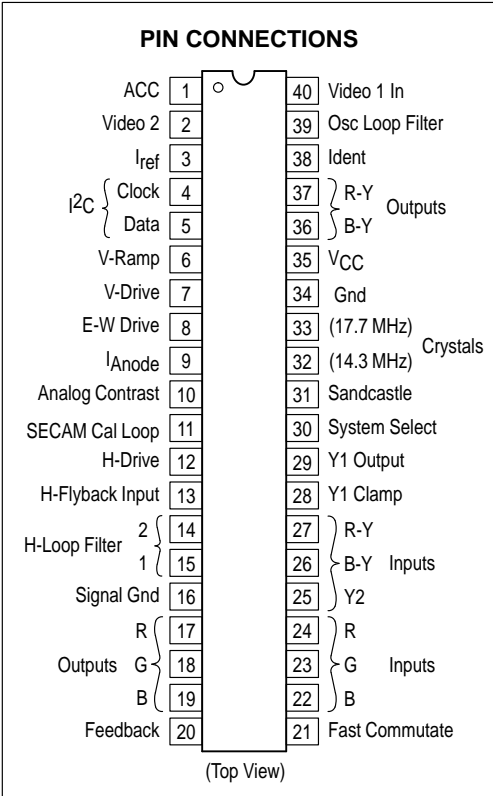 PIN CONNECTIONS
ACC 1 40 Video 1 In
Video 2 2 39 Osc Loop Filter
Iref 3 38 Ident
I2C Clock 4 37 R-Y Outputs
Data 5 36 B-Y
V-Ramp 6 35 VCC
V-Drive 7 34 Gnd
E-W Drive 8 33 (17.7 MHz) Crystals
IAnode 9 32 (14.3 MHz)
Analog Contrast 10 31 Sandcastle
SECAM Cal Loop 11 30 System Select
H-Drive 12 29 Y1 Output
H-Flyback Input 13 28 Y1 Clamp
H-Loop Filter 2 14 27 R-Y
1 15 26 B-Y Inputs
Signal Gnd 16 25 Y2
R 17 24 R
Outputs G 18 23 G Inputs
B 19 22 B
Feedback 20 21 Fast Commutate
(Top View)